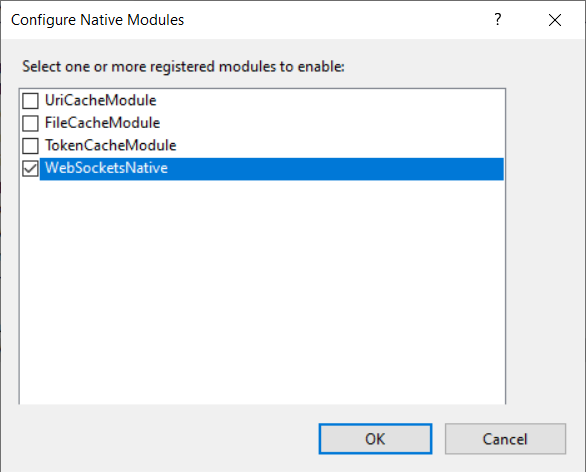 Configure Native Modules
?
Select one or more registered modules to enable:
UriCacheModule
FileCacheModule
TokenCacheModule
WebSocketsNative
OK
Cancel